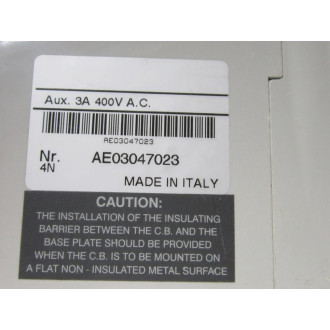 Aux. 3A 400V A.C.
AE03047023
Nr. AE03047023
4N
MADE IN ITALY
CAUTION:
THE INSTALLATION OF THE INSULATING
BARRIER BETWEEN THE C.B. AND THE
BASE PLATE SHOULD BE PROVIDED
WHEN THE C.B. IS TO BE MOUNTED ON
A FLAT NON - INSULATED METAL SURFACE